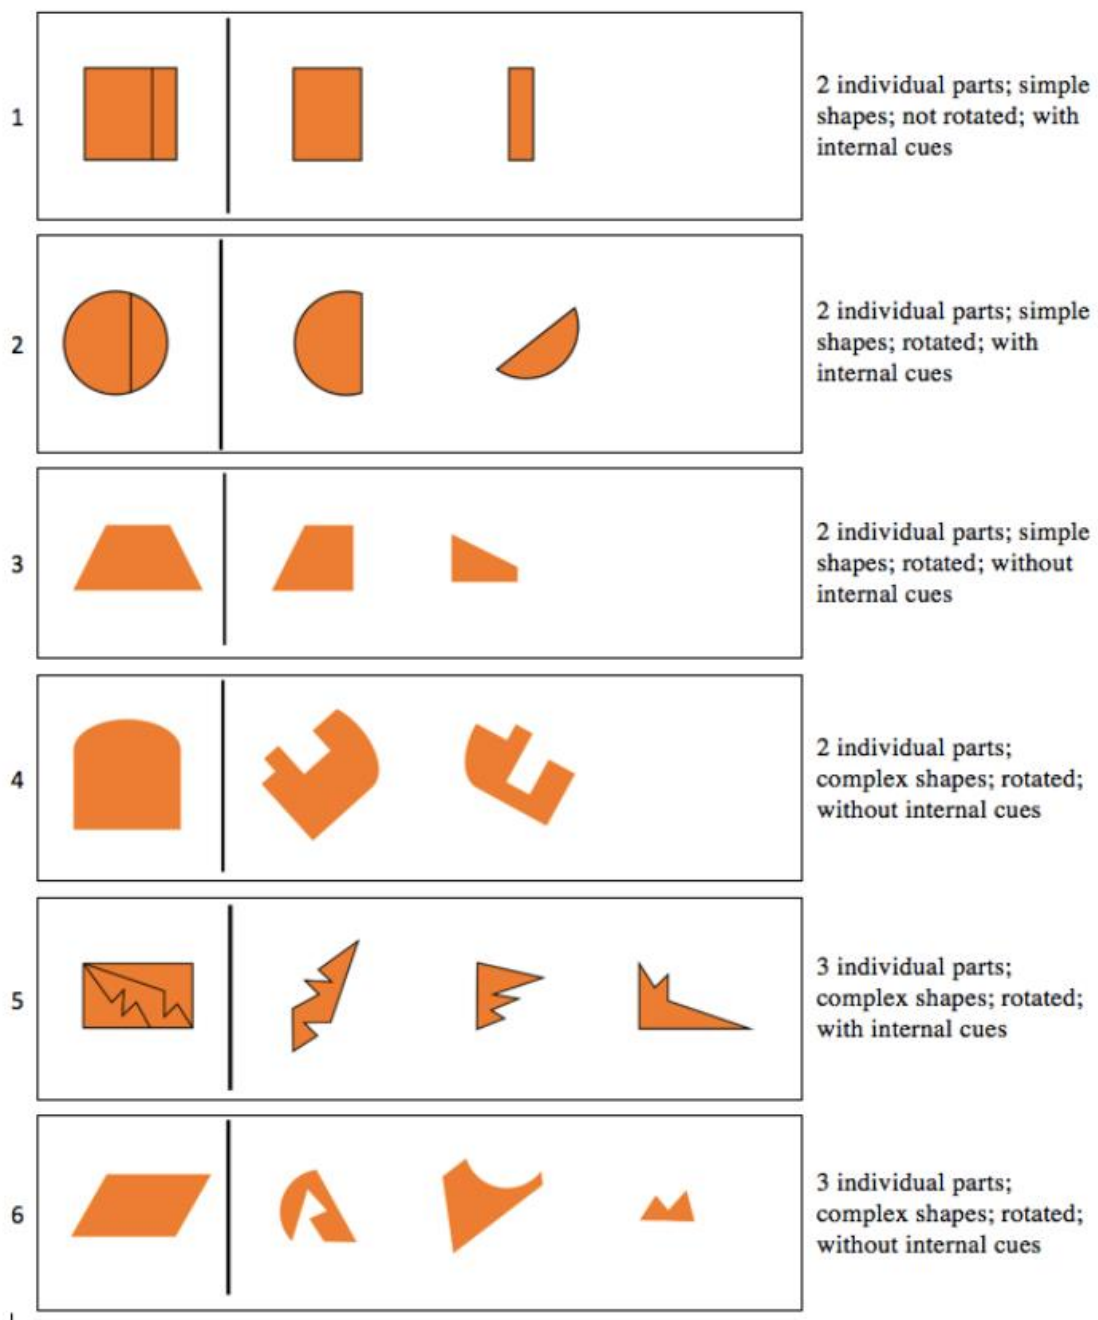 1
2 individual parts; simple
shapes; not rotated; with
internal cues
2
2 individual parts; simple
shapes; rotated; with
internal cues
3
2 individual parts; simple
shapes; rotated; without
internal cues
4
2 individual parts;
complex shapes; rotated;
without internal cues
5
3 individual parts;
complex shapes; rotated;
with internal cues
6
3 individual parts;
complex shapes; rotated;
without internal cues